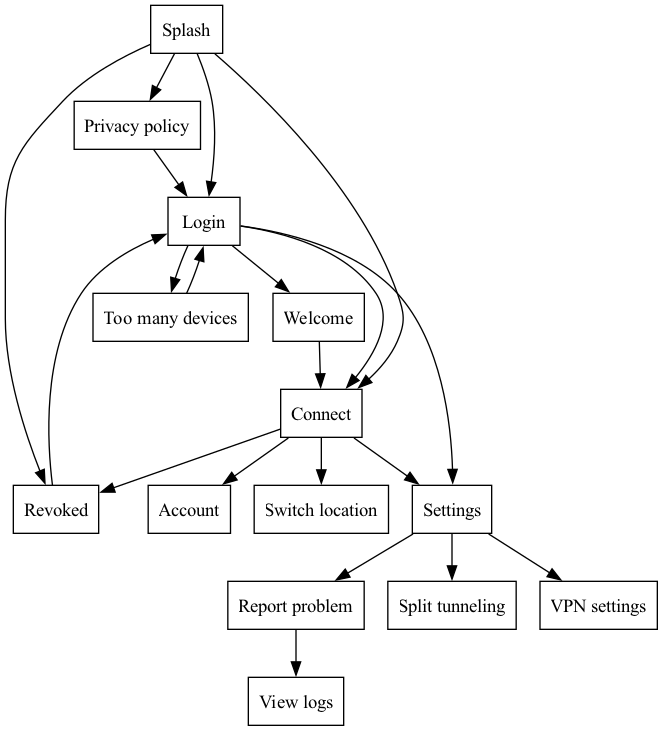 Splash
Privacy policy
Login
Too many devices
Welcome
Connect
Revoked
Account
Switch location
Settings
Report problem
Split tunneling
VPN settings
View logs